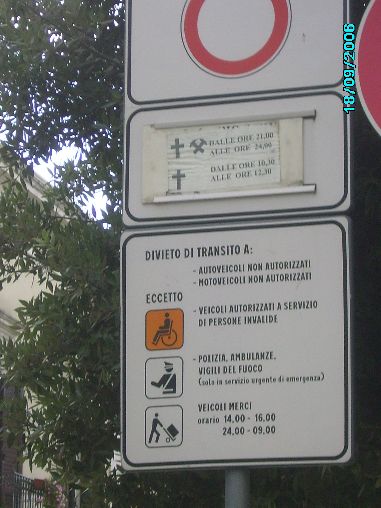 18/09/2006
DALLE ORE 21,00
ALLE ORE 24,00
DALLE ORE 10,30
ALLE ORE 12,30
DIVIETO DI TRANSITO A:
- AUTOVEICOLI NON AUTORIZZATI
- MOTOVEICOLI NON AUTORIZZATI
ECCETTO
- VEICOLI AUTORIZZATI A SERVIZIO
DI PERSONE INVALIDE
- POLIZIA, AMBULANZE,
VIGILI DEL FUOCO
(solo in servizio urgente di emergenza)
VEICOLI MERCI
orario 14.00 - 16.00
24.00 - 09.00